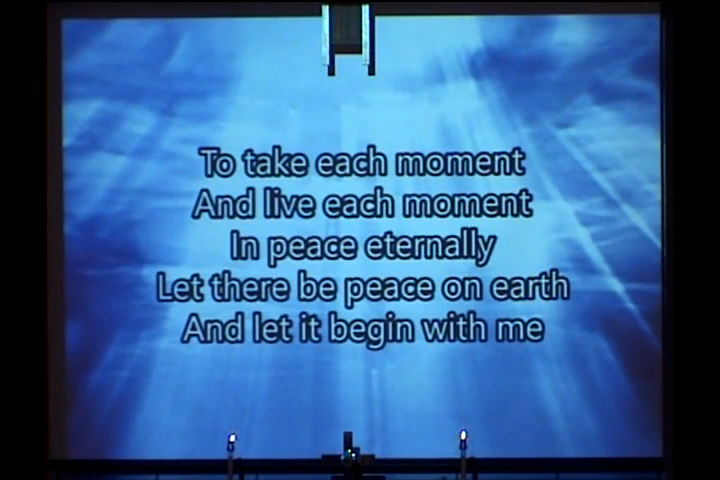 To take each moment
And live each moment
In peace eternally
Let there be peace on earth
And let it begin with me